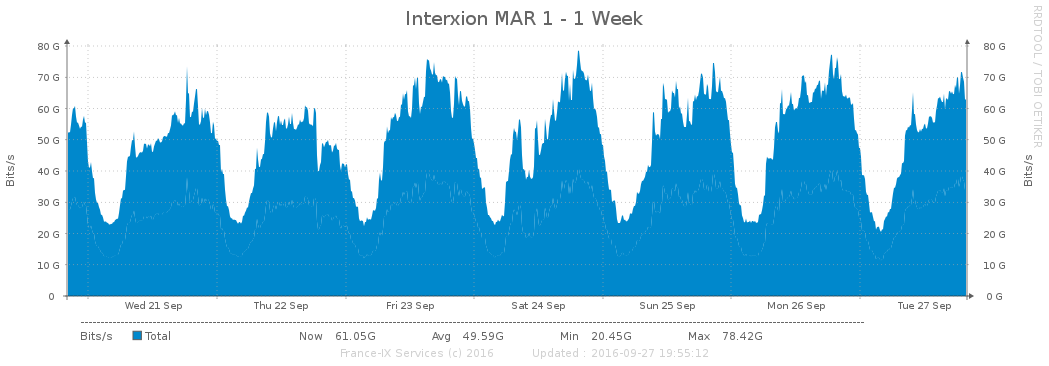 Interxion MAR 1 - 1 Week
RRDTOOL / TOBI OETIKER
80 G 80 G
70 G 70 G
60 G 60 G
50 G 50 G
40 G 40 G
30 G 30 G
20 G 20 G
10 G 10 G
0 0 G
Bits/s
Bits/s
Wed 21 Sep Thu 22 Sep Fri 23 Sep Sat 24 Sep Sun 25 Sep Mon 26 Sep Tue 27 Sep
Bits/s Total Now 61.05G Avg 49.59G Min 20.45G Max 78.42G
France-IX Services (c) 2016 Updated : 2016-09-27 19:55:12